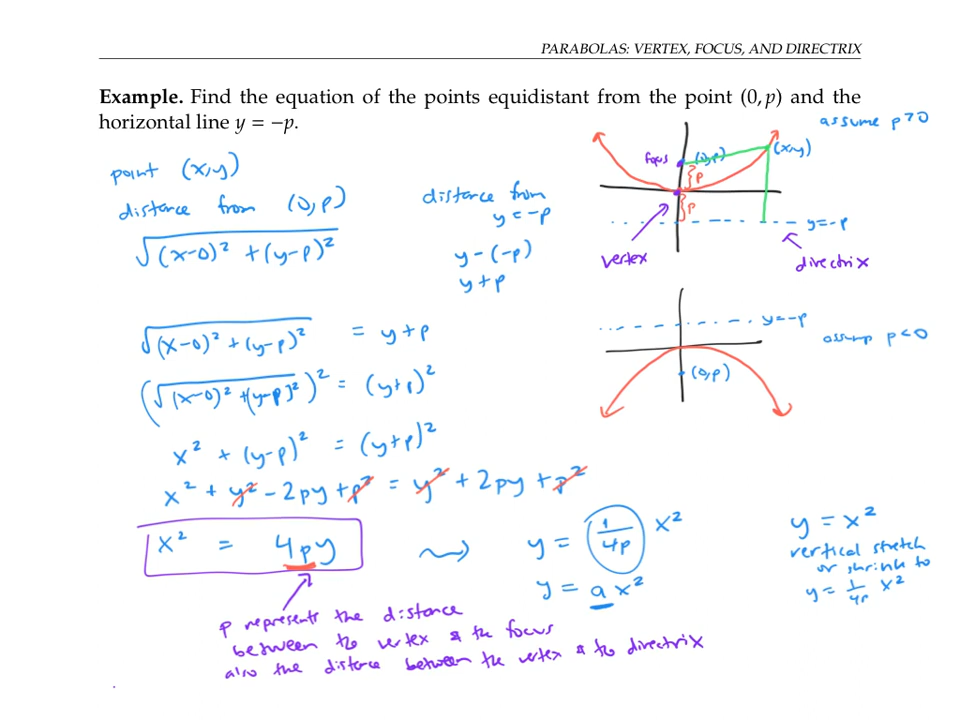 PARABOLAS: VERTEX, FOCUS, AND DIRECTRIX
Example. Find the equation of the points equidistant from the point (0, p) and the
horizontal line y = −p.
assume p>0
point (x,y)
distance from (0,p)
√((x-0)² + (y-p)²)
distance from
y = -p
y - (-p)
y + p
focus
(0,p)
(x,y)
p
p
y=-p
vertex
directrix
√((x-0)² + (y-p)²) = y+p
(√((x-0)² + (y-p)²))² = (y+p)²
x² + (y-p)² = (y+p)²
x² + y² - 2py + p² = y² + 2py + p²
x² = 4py
y = 1/4p x²
y = a x²
y=-p
assume p<0
(0,p)
y = x²
vertical stretch
or shrink to
y = 1/4p x²
p represents the distance
between the vertex & the focus
also the distance between the vertex & the directrix